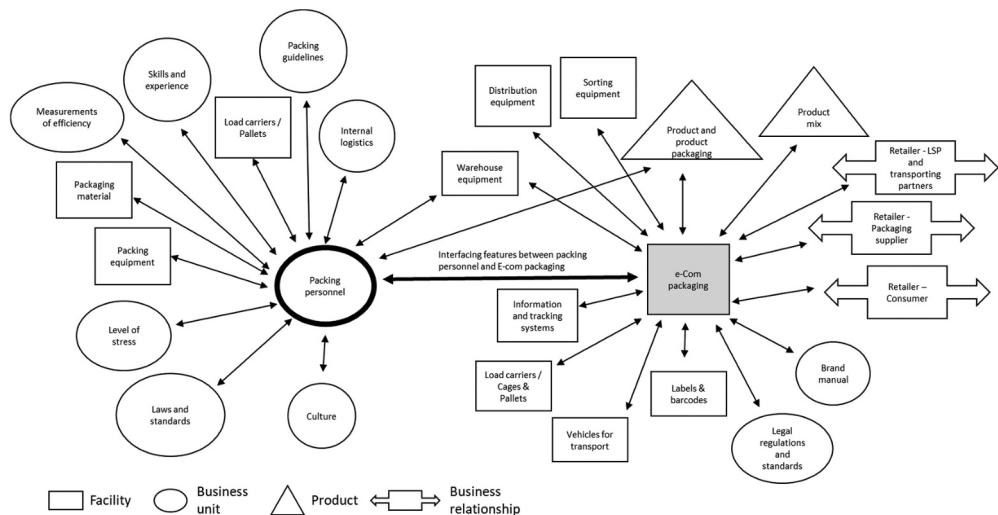 Packing
guidelines
Skills and
experience
Measurements
of efficiency
Load carriers /
Pallets
Internal
logistics
Packaging
material
Packing
equipment
Packing
personnel
Level of
stress
Laws and
standards
Culture
Distribution
equipment
Sorting
equipment
Product and
product
packaging
Product
mix
Warehouse
equipment
Retailer - LSP
and
transporting
partners
Retailer -
Packaging
supplier
Retailer –
Consumer
Interfacing features between packing
personnel and E-com packaging
e-Com
packaging
Information
and tracking
systems
Load carriers /
Cages &
Pallets
Vehicles for
transport
Labels &
barcodes
Legal
regulations
and
standards
Brand
manual
Facility
Business
unit
Product
Business
relationship